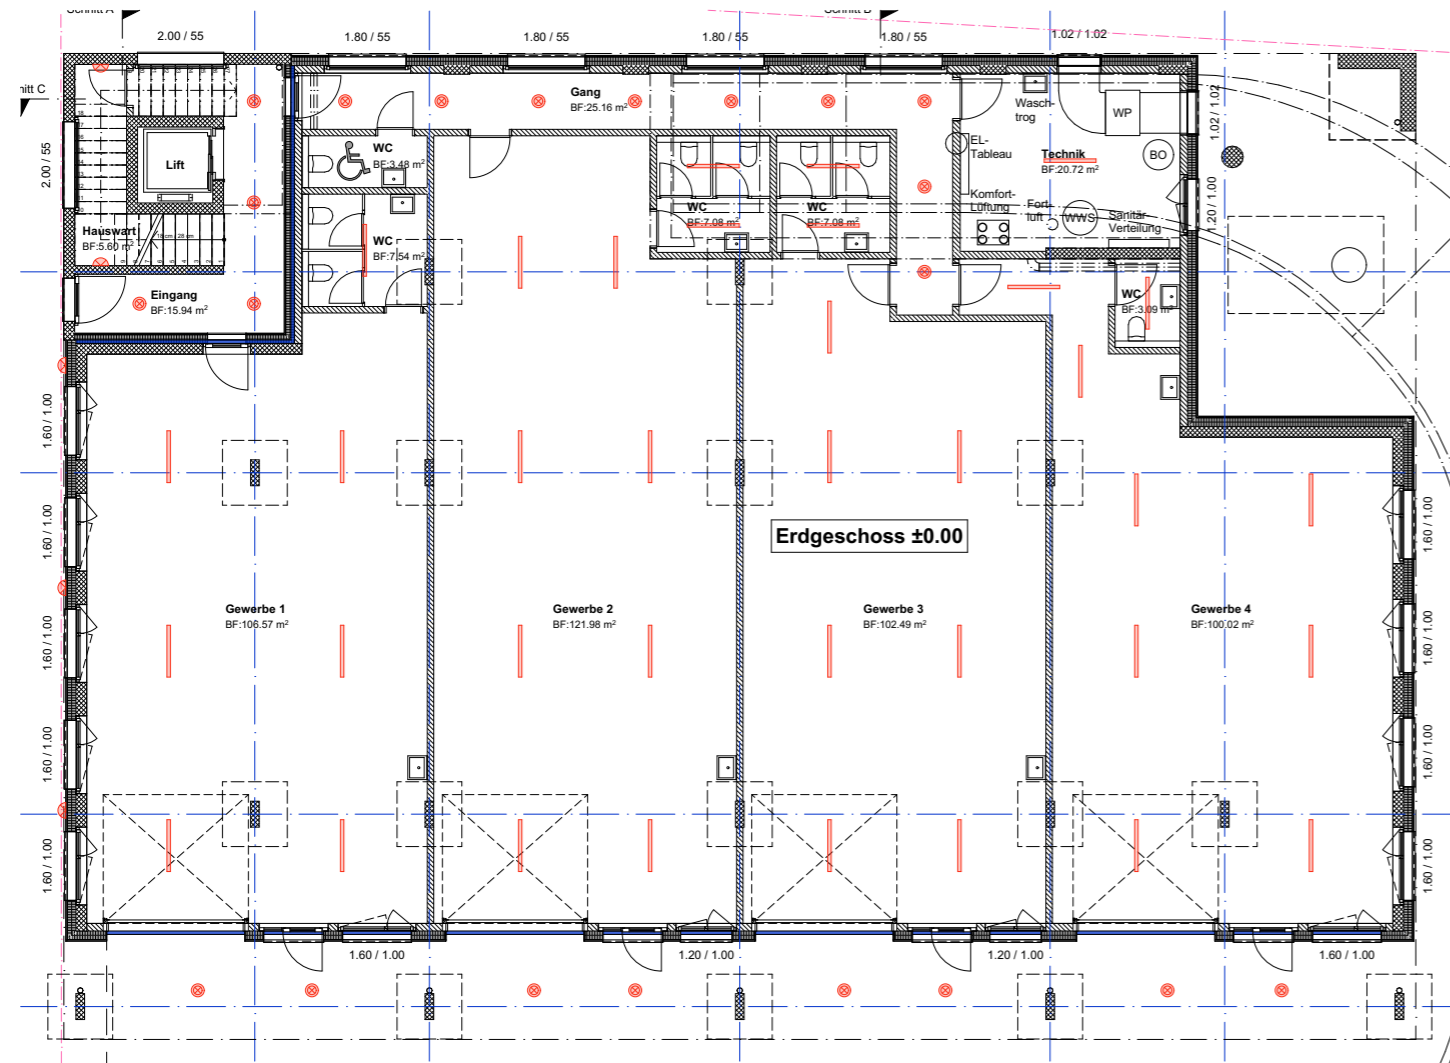 2.00 / 55
1.80 / 55
1.80 / 55
1.80 / 55
1.80 / 55
1.02 / 1.02
Schnitt A
Schnitt B
nitt C
2.00 / 55
Lift
Hauswart
BF:5.60 m²
18 cm | 28 cm
Eingang
BF:15.94 m²
Gang
BF:25.16 m²
WC
BF:3.48 m²
WC
BF:7.54 m²
WC
BF:7.08 m²
WC
BF:7.08 m²
Wasch-
trog
WP
EL-
Tableau
Technik
BF:20.72 m²
BO
Komfort-
Lüftung
Fort-
luft
WWS
Sanitär-
Verteilung
1.02 / 1.02
1.20 / 1.00
WC
BF:3.09 m²
Erdgeschoss ±0.00
Gewerbe 1
BF:106.57 m²
Gewerbe 2
BF:121.98 m²
Gewerbe 3
BF:102.49 m²
Gewerbe 4
BF:100.02 m²
1.60 / 1.00
1.60 / 1.00
1.60 / 1.00
1.60 / 1.00
1.60 / 1.00
1.60 / 1.00
1.60 / 1.00
1.60 / 1.00
1.60 / 1.00
1.60 / 1.00
1.20 / 1.00
1.20 / 1.00
1.60 / 1.00